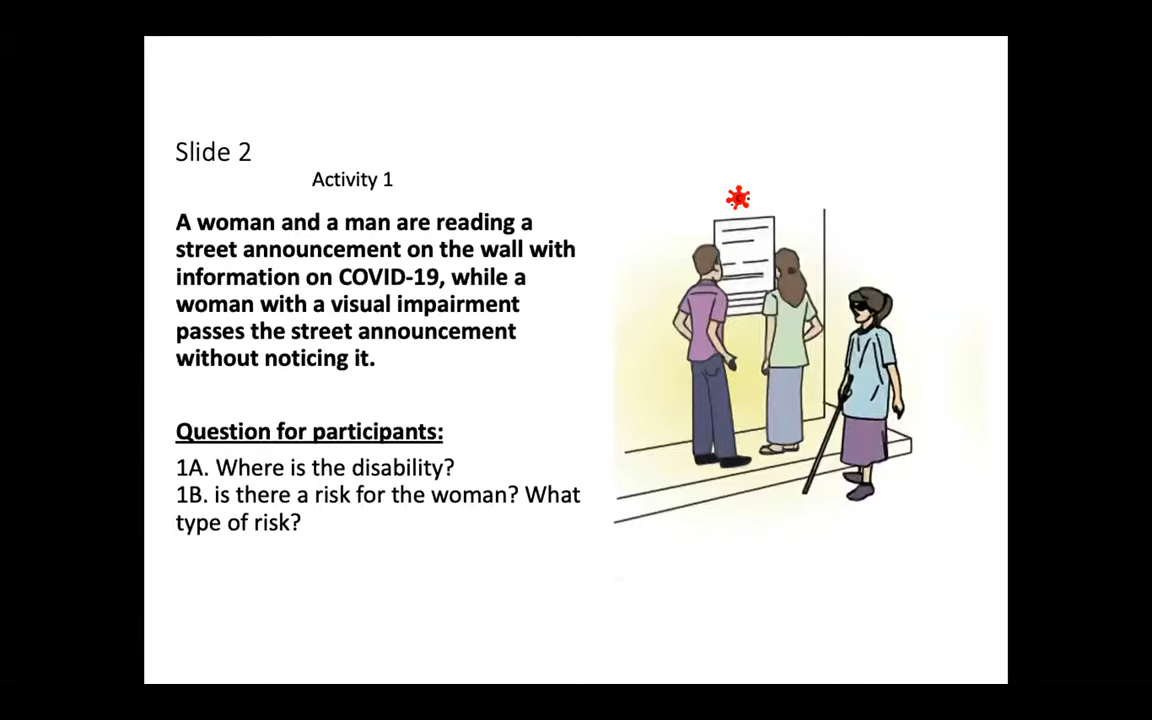 Slide 2
Activity 1
A woman and a man are reading a
street announcement on the wall with
information on COVID-19, while a
woman with a visual impairment
passes the street announcement
without noticing it.
Question for participants:
1A. Where is the disability?
1B. is there a risk for the woman? What
type of risk?